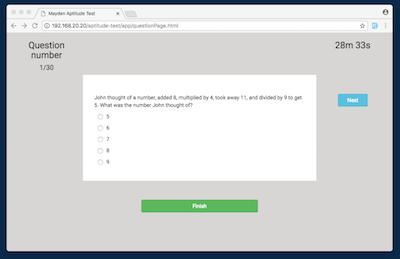 Mayden Aptitude Test
192.168.20.20/aptitude-test/app/questionPage.html
Question
number
1/30
28m 33s
John thought of a number, added 8, multiplied by 4, took away 11, and divided by 9 to get
5. What was the number John thought of?
5
6
7
8
9
Next
Finish